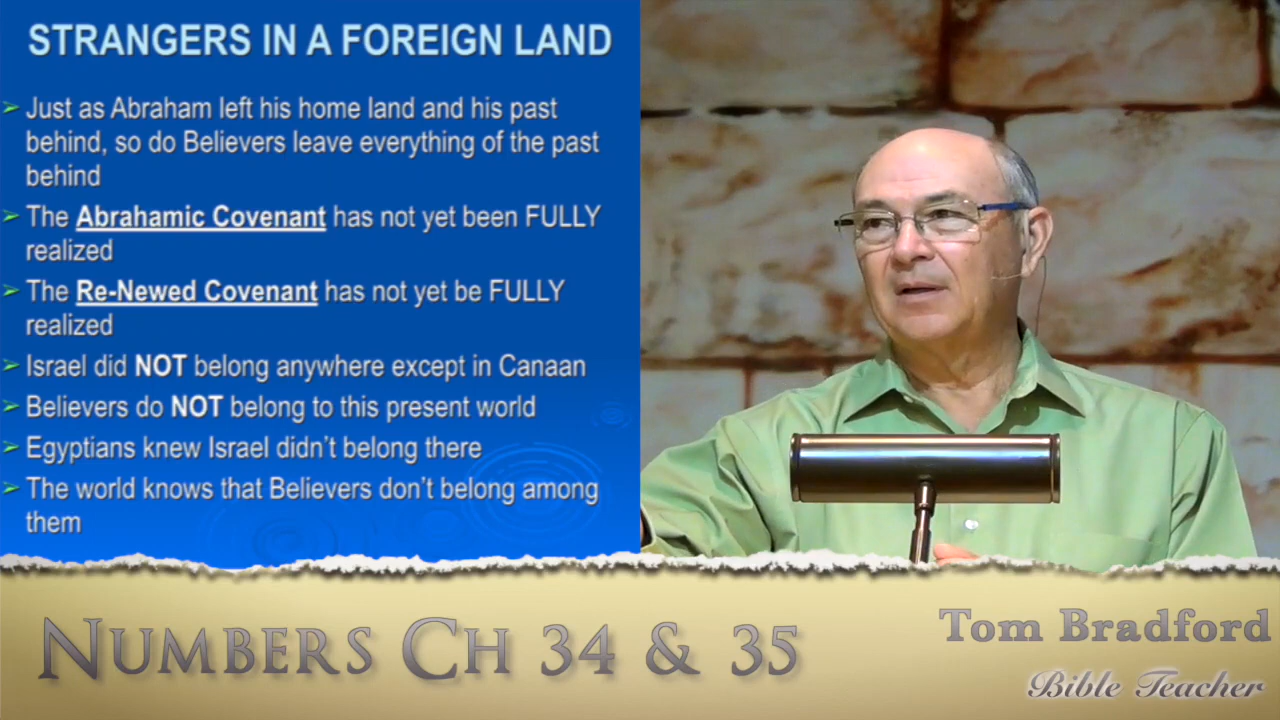 STRANGERS IN A FOREIGN LAND
Just as Abraham left his home land and his past
behind, so do Believers leave everything of the past
behind
The Abrahamic Covenant has not yet been FULLY
realized
The Re-Newed Covenant has not yet be FULLY
realized
Israel did NOT belong anywhere except in Canaan
Believers do NOT belong to this present world
Egyptians knew Israel didn't belong there
The world knows that Believers don't belong among
them
NUMBERS CH 34 & 35
Tom Bradford
Bible Teacher